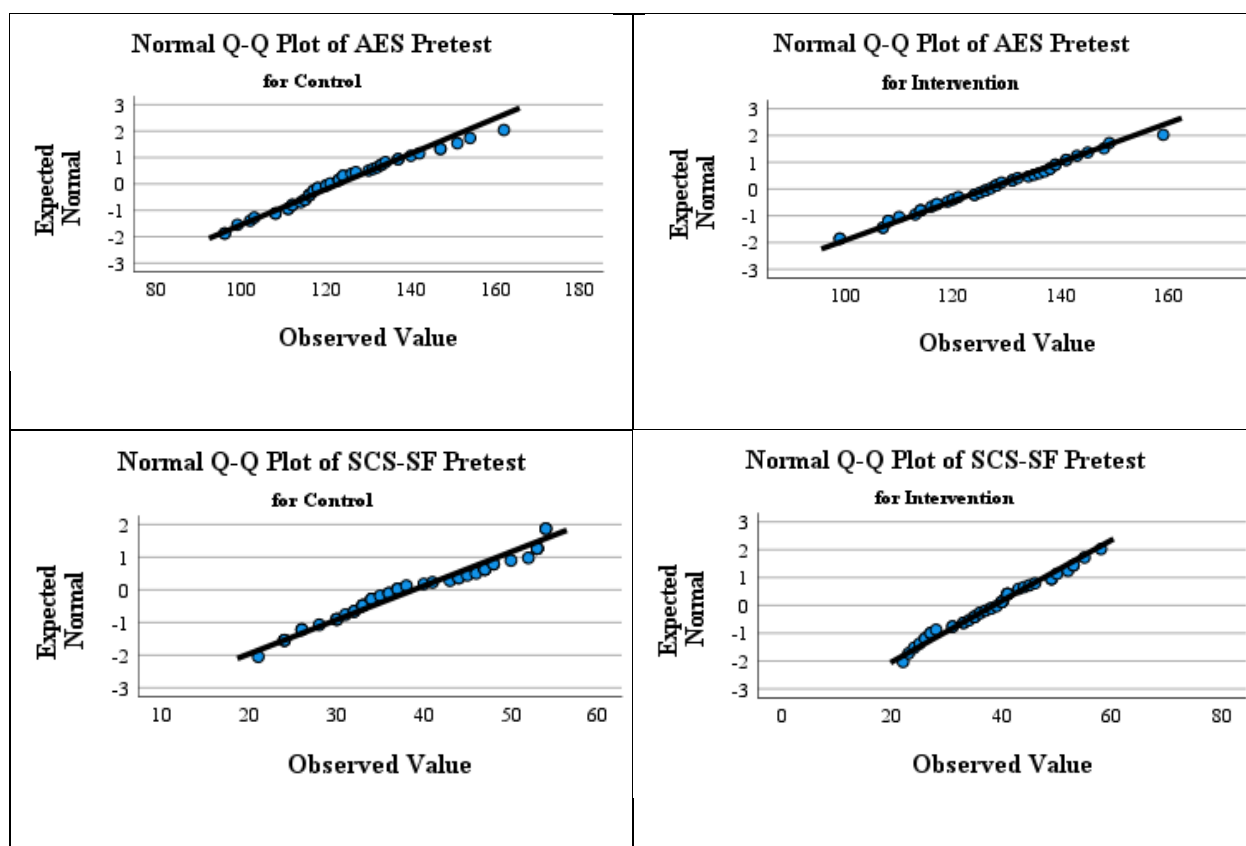 Normal Q-Q Plot of AES Pretest
for Control
Expected
Normal
3
2
1
0
-1
-2
-3
80 100 120 140 160 180
Observed Value
Normal Q-Q Plot of AES Pretest
for Intervention
Expected
Normal
3
2
1
0
-1
-2
-3
100 120 140 160
Observed Value
Normal Q-Q Plot of SCS-SF Pretest
for Control
Expected
Normal
2
1
0
-1
-2
-3
10 20 30 40 50 60
Observed Value
Normal Q-Q Plot of SCS-SF Pretest
for Intervention
Expected
Normal
3
2
1
0
-1
-2
-3
0 20 40 60 80
Observed Value